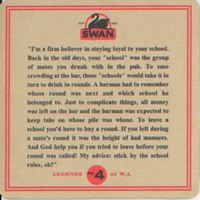 SWAN
"I'm a firm believer in staying loyal to your school.
Back in the old days, your "school" was the group
of mates you drank with in the pub. To ease
crowding at the bar, these "schools" would take it in
turn to drink in rounds. A barman had to remember
whose round was next and which school he
belonged to. Just to complicate things, all money
was left on the bar and the barman was expected to
keep tabs on whose pile was whose. To leave a
school you'd have to buy a round. If you left during
a mate's round it was the height of bad manners.
And God help you if you tried to leave before your
round was called! My advice: stick by the school
rules, oh!"
LEGENDS No. 4 OF W.A.